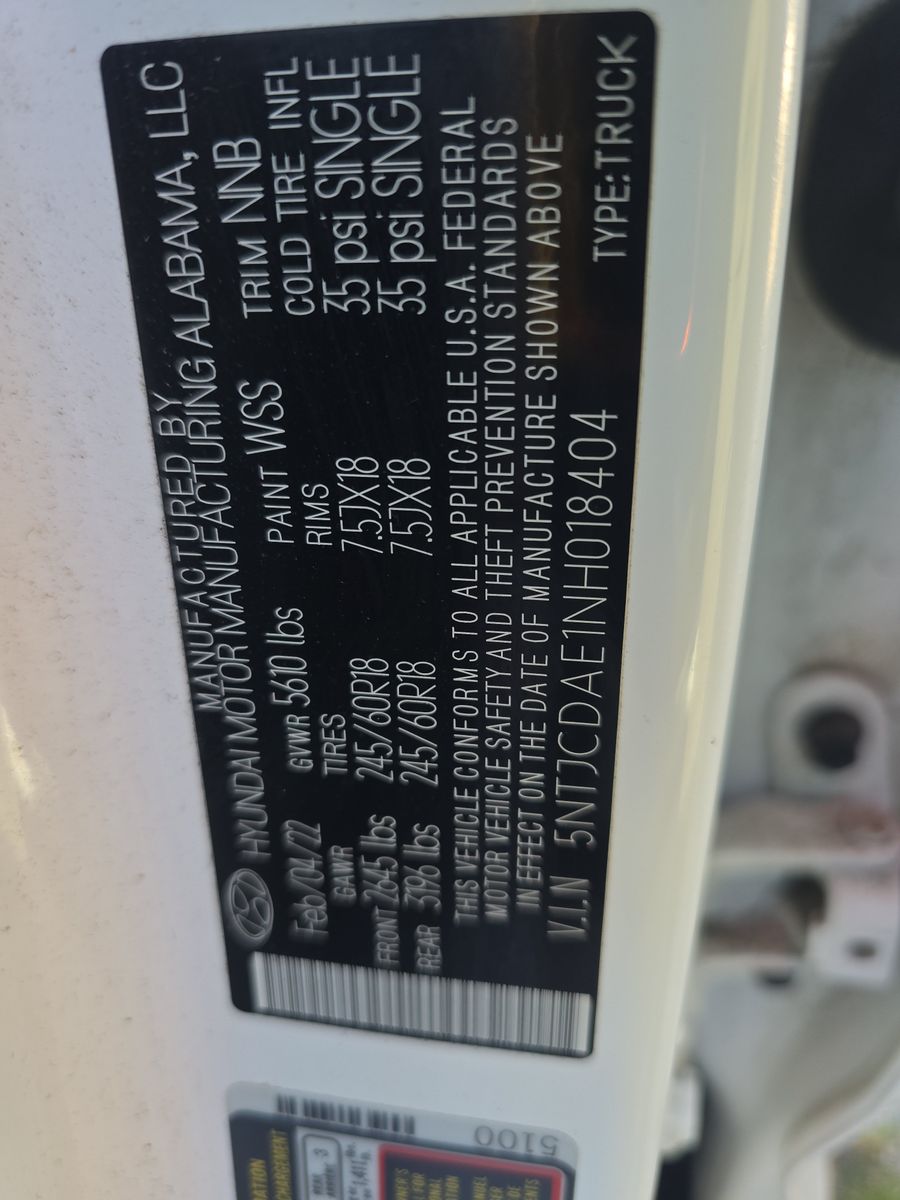 MANUFACTURED BY
HYUNDAI MOTOR MANUFACTURING ALABAMA, LLC
Feb/04/22 GVWR 5610 lbs PAINT WSS TRIM NNB
GAWR TIRES RIMS COLD TIRE INFL
FRONT 2645 lbs 245/60R18 7.5JX18 35 psi SINGLE
REAR 3196 lbs 245/60R18 7.5JX18 35 psi SINGLE
THIS VEHICLE CONFORMS TO ALL APPLICABLE U.S.A. FEDERAL
MOTOR VEHICLE SAFETY AND THEFT PREVENTION STANDARDS
IN EFFECT ON THE DATE OF MANUFACTURE SHOWN ABOVE
V.I.N 5NTJCDAE1NH018404 TYPE:TRUCK
5100
REAR
ARRIÈRE 3